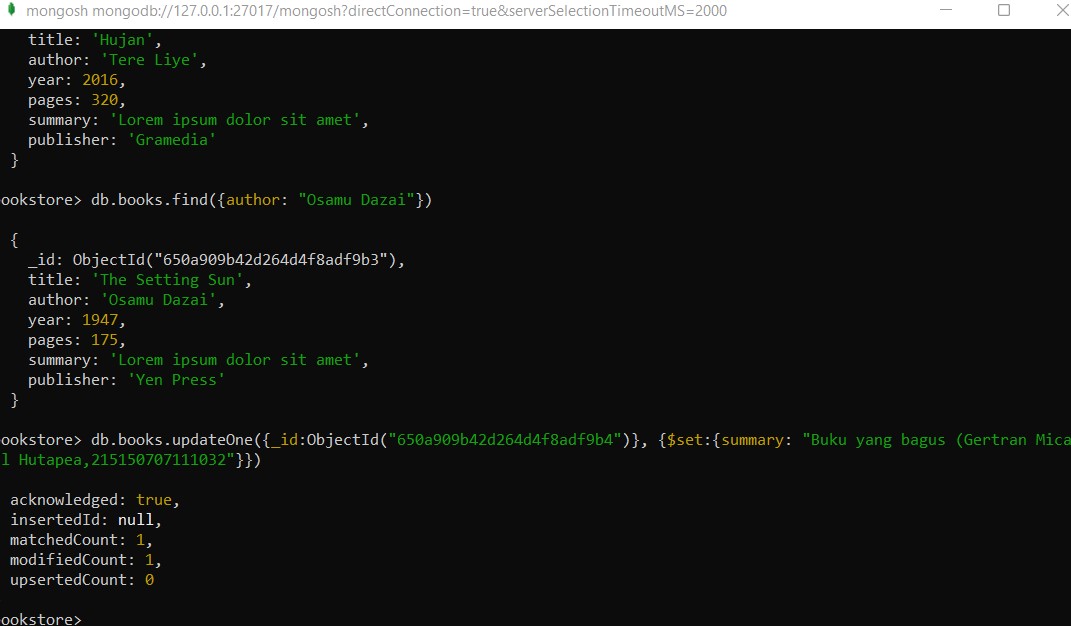 mongosh mongodb://127.0.0.1:27017/mongosh?directConnection=true&serverSelectionTimeoutMS=2000
title: 'Hujan',
author: 'Tere Liye',
year: 2016,
pages: 320,
summary: 'Lorem ipsum dolor sit amet',
publisher: 'Gramedia'
}
ookstore> db.books.find({author: "Osamu Dazai"})
{
_id: ObjectId("650a909b42d264d4f8adf9b3"),
title: 'The Setting Sun',
author: 'Osamu Dazai',
year: 1947,
pages: 175,
summary: 'Lorem ipsum dolor sit amet',
publisher: 'Yen Press'
}
ookstore> db.books.updateOne({_id:ObjectId("650a909b42d264d4f8adf9b4")}, {$set:{summary: "Buku yang bagus (Gertran Mica
l Hutapea,215150707111032"}})
acknowledged: true,
insertedId: null,
matchedCount: 1,
modifiedCount: 1,
upsertedCount: 0
ookstore>